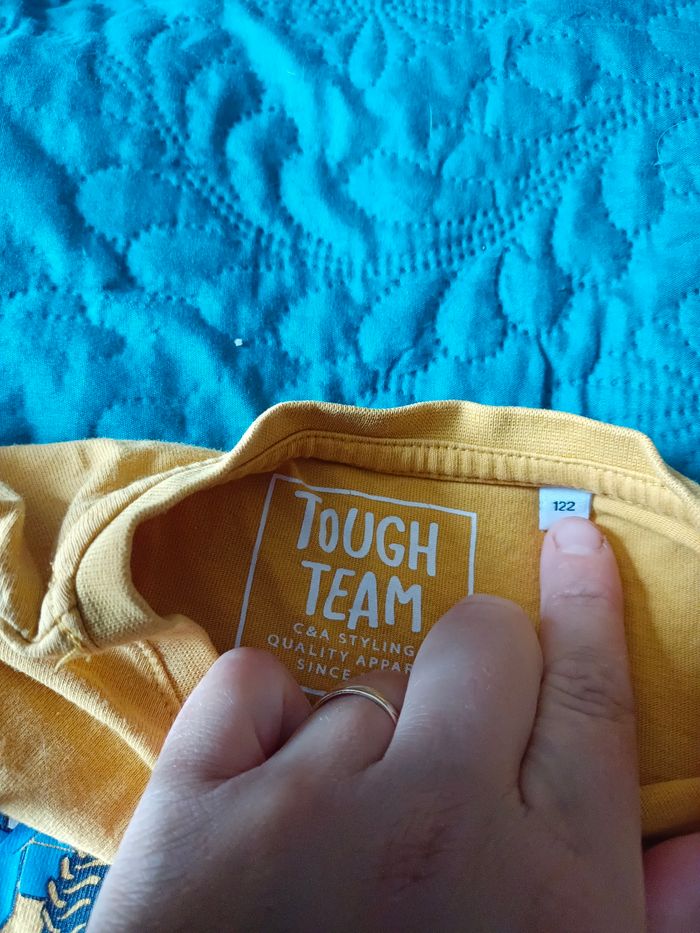 TOUGH
TEAM
C&A STYLING
QUALITY
SINCE
122